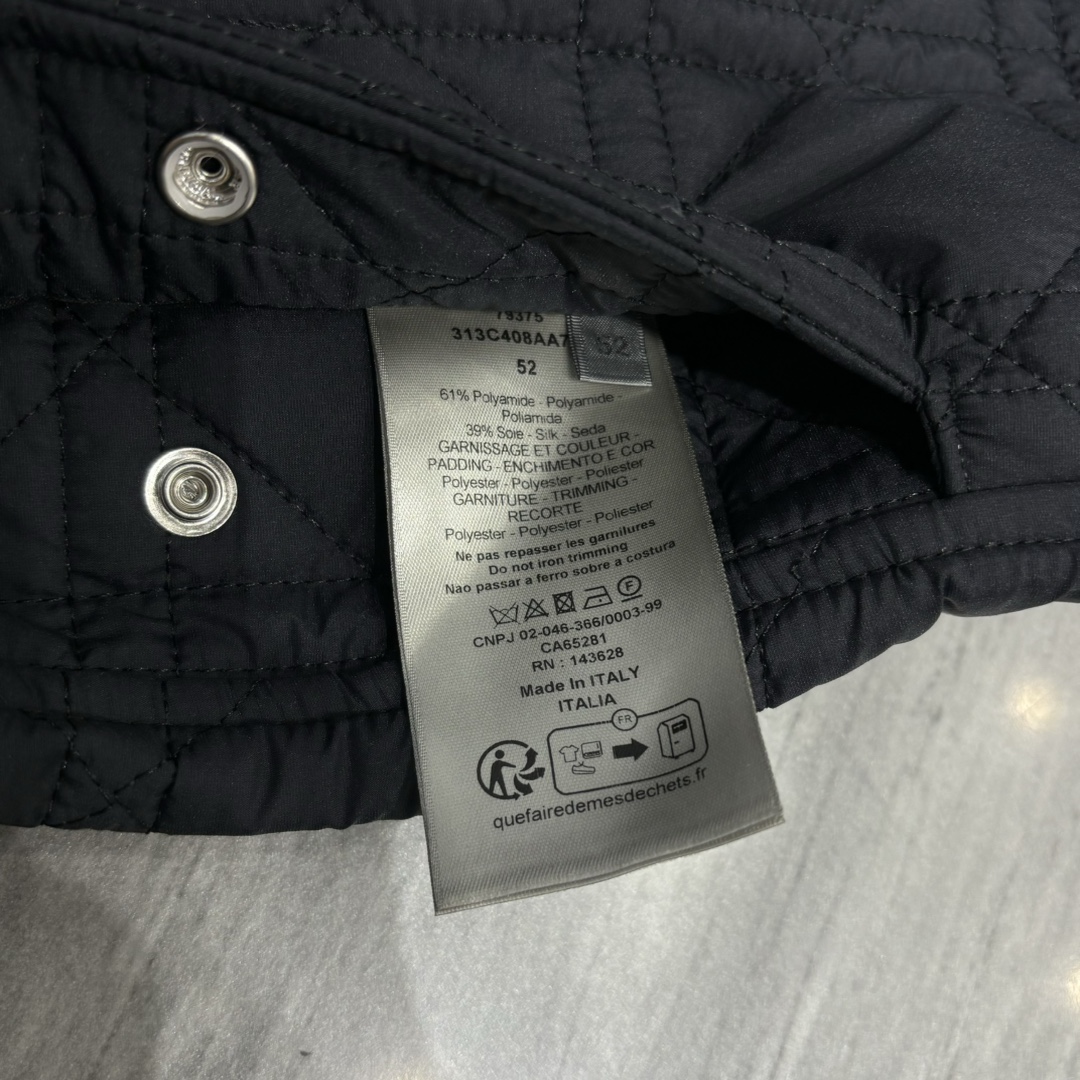 79375
313C408AA7
52
52
61% Polyamide - Polyamide -
Poliamida
39% Soie - Silk - Seda
GARNISSAGE ET COULEUR -
PADDING - ENCHIMENTO E COR
Polyester - Polyester - Poliester
GARNITURE - TRIMMING -
RECORTE
Polyester - Polyester - Poliester
Ne pas repasser les garnilures
Do not iron trimming
Nao passar a ferro sobre a costura
F
CNPJ 02-046-366/0003-99
CA65281
RN : 143628
Made In ITALY
ITALIA
FR
quefairedemesdechets.fr